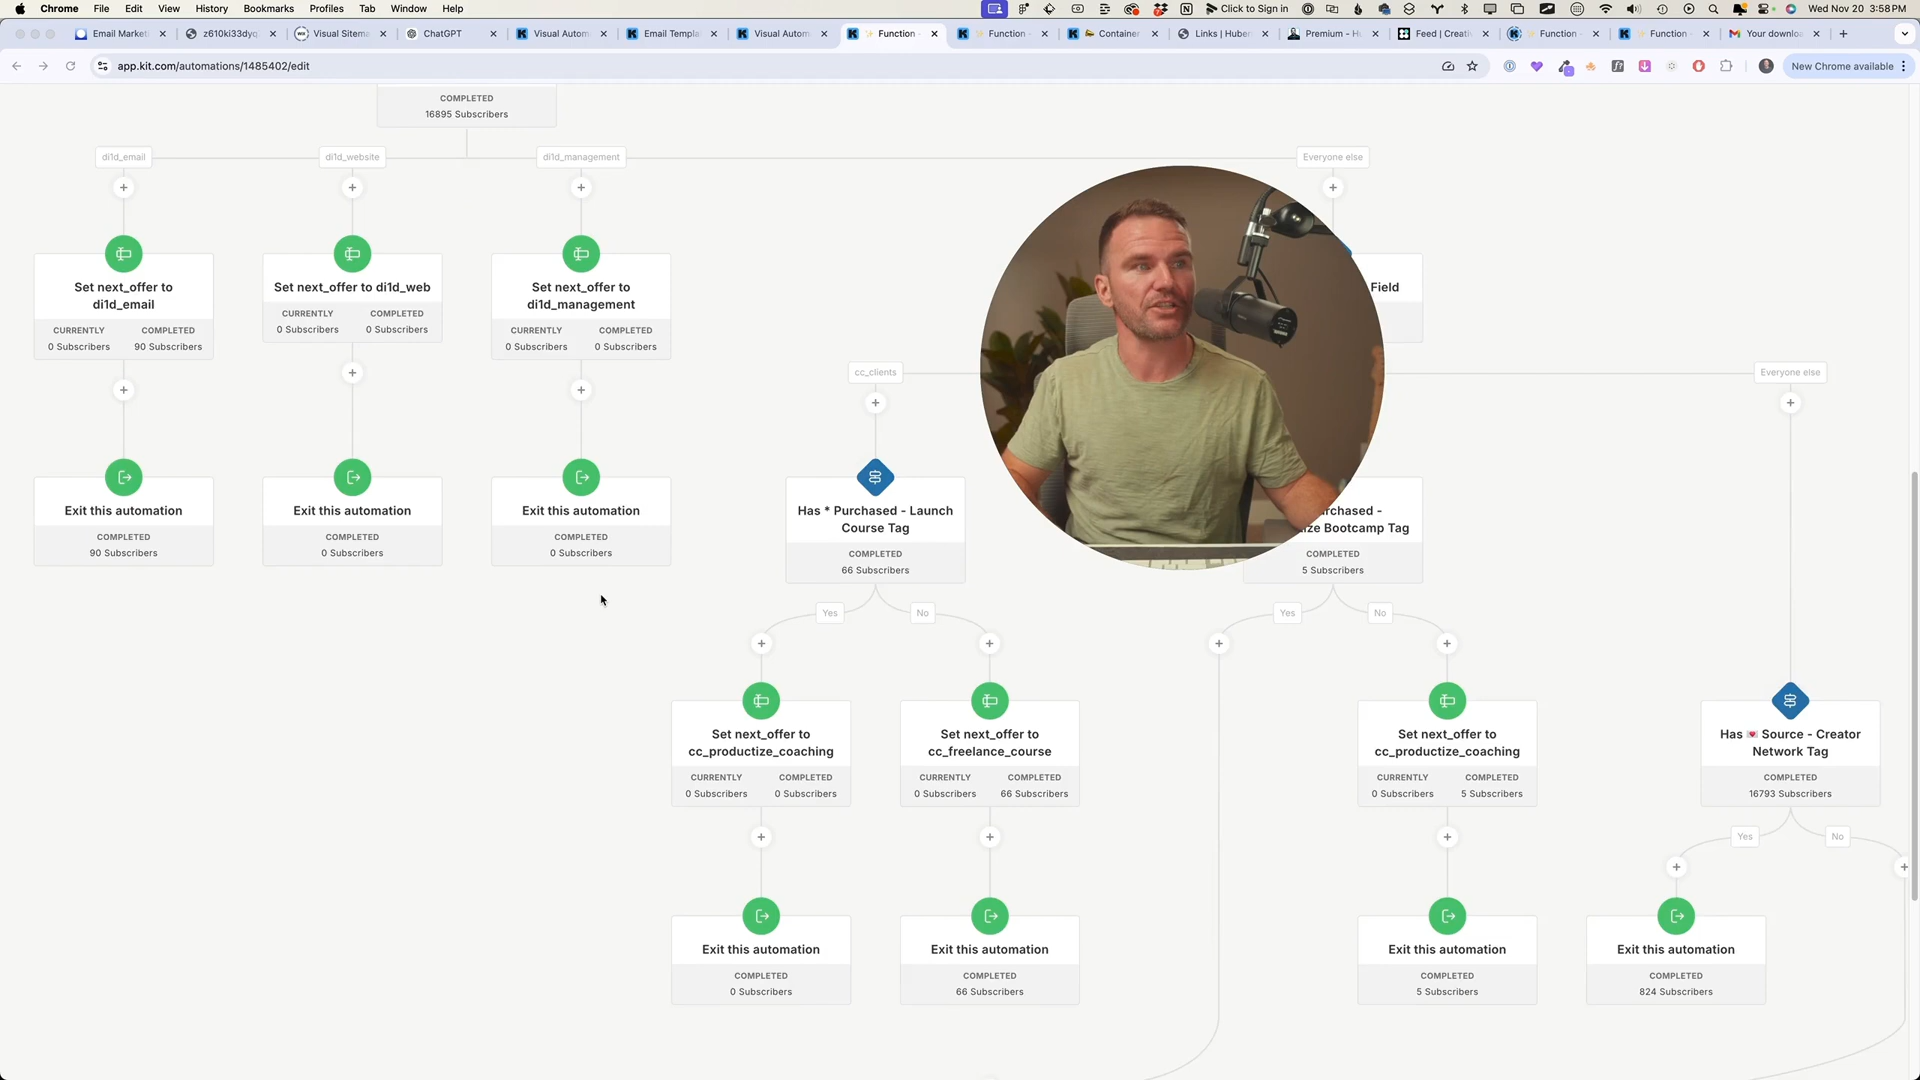 Chrome File Edit View History Bookmarks Profiles Tab Window Help Click to Sign in Wed Nov 20 3:58 PM
Email Market z610ki33dyq Visual Sitema ChatGPT Visual Autom Email Templa Visual Autom Function Function Container Links | Huber Premium - H Feed | Creati Function Function Your downlo
app.kit.com/automations/1485402/edit New Chrome available
COMPLETED
16895 Subscribers
di1d_email di1d_website di1d_management Everyone else
Set next_offer to
di1d_email
CURRENTLY COMPLETED
0 Subscribers 90 Subscribers
Set next_offer to di1d_web
CURRENTLY COMPLETED
0 Subscribers 0 Subscribers
Set next_offer to
di1d_management
CURRENTLY COMPLETED
0 Subscribers 0 Subscribers
Field
cc_clients Everyone else
Exit this automation
COMPLETED
90 Subscribers
Exit this automation
COMPLETED
0 Subscribers
Exit this automation
COMPLETED
0 Subscribers
Has * Purchased - Launch
Course Tag
COMPLETED
66 Subscribers
rchased -
ize Bootcamp Tag
COMPLETED
5 Subscribers
Yes No Yes No
Set next_offer to
cc_productize_coaching
CURRENTLY COMPLETED
0 Subscribers 0 Subscribers
Set next_offer to
cc_freelance_course
CURRENTLY COMPLETED
0 Subscribers 66 Subscribers
Set next_offer to
cc_productize_coaching
CURRENTLY COMPLETED
0 Subscribers 5 Subscribers
Has 💌 Source - Creator
Network Tag
COMPLETED
16793 Subscribers
Yes No
Exit this automation
COMPLETED
0 Subscribers
Exit this automation
COMPLETED
66 Subscribers
Exit this automation
COMPLETED
5 Subscribers
Exit this automation
COMPLETED
824 Subscribers